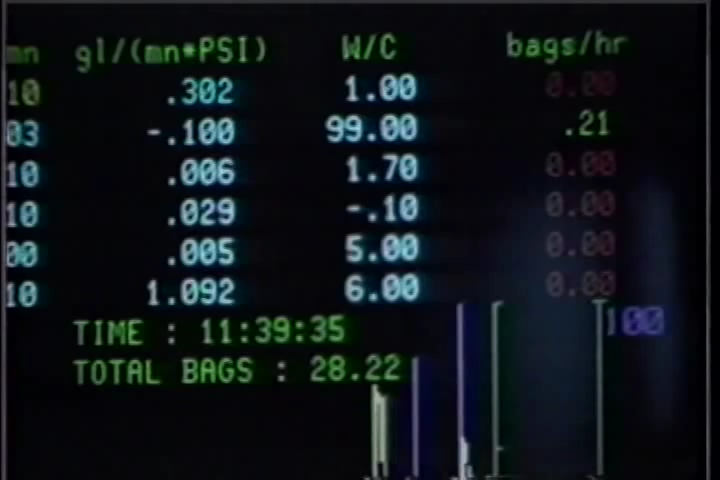 mn gl/(mn*PSI) W/C bags/hr
10 .302 1.00 0.00
03 -.100 99.00 .21
10 .006 1.70 0.00
10 .029 -.10 0.00
00 .005 5.00 0.00
10 1.092 6.00 0.00
TIME : 11:39:35
100
TOTAL BAGS : 28.22